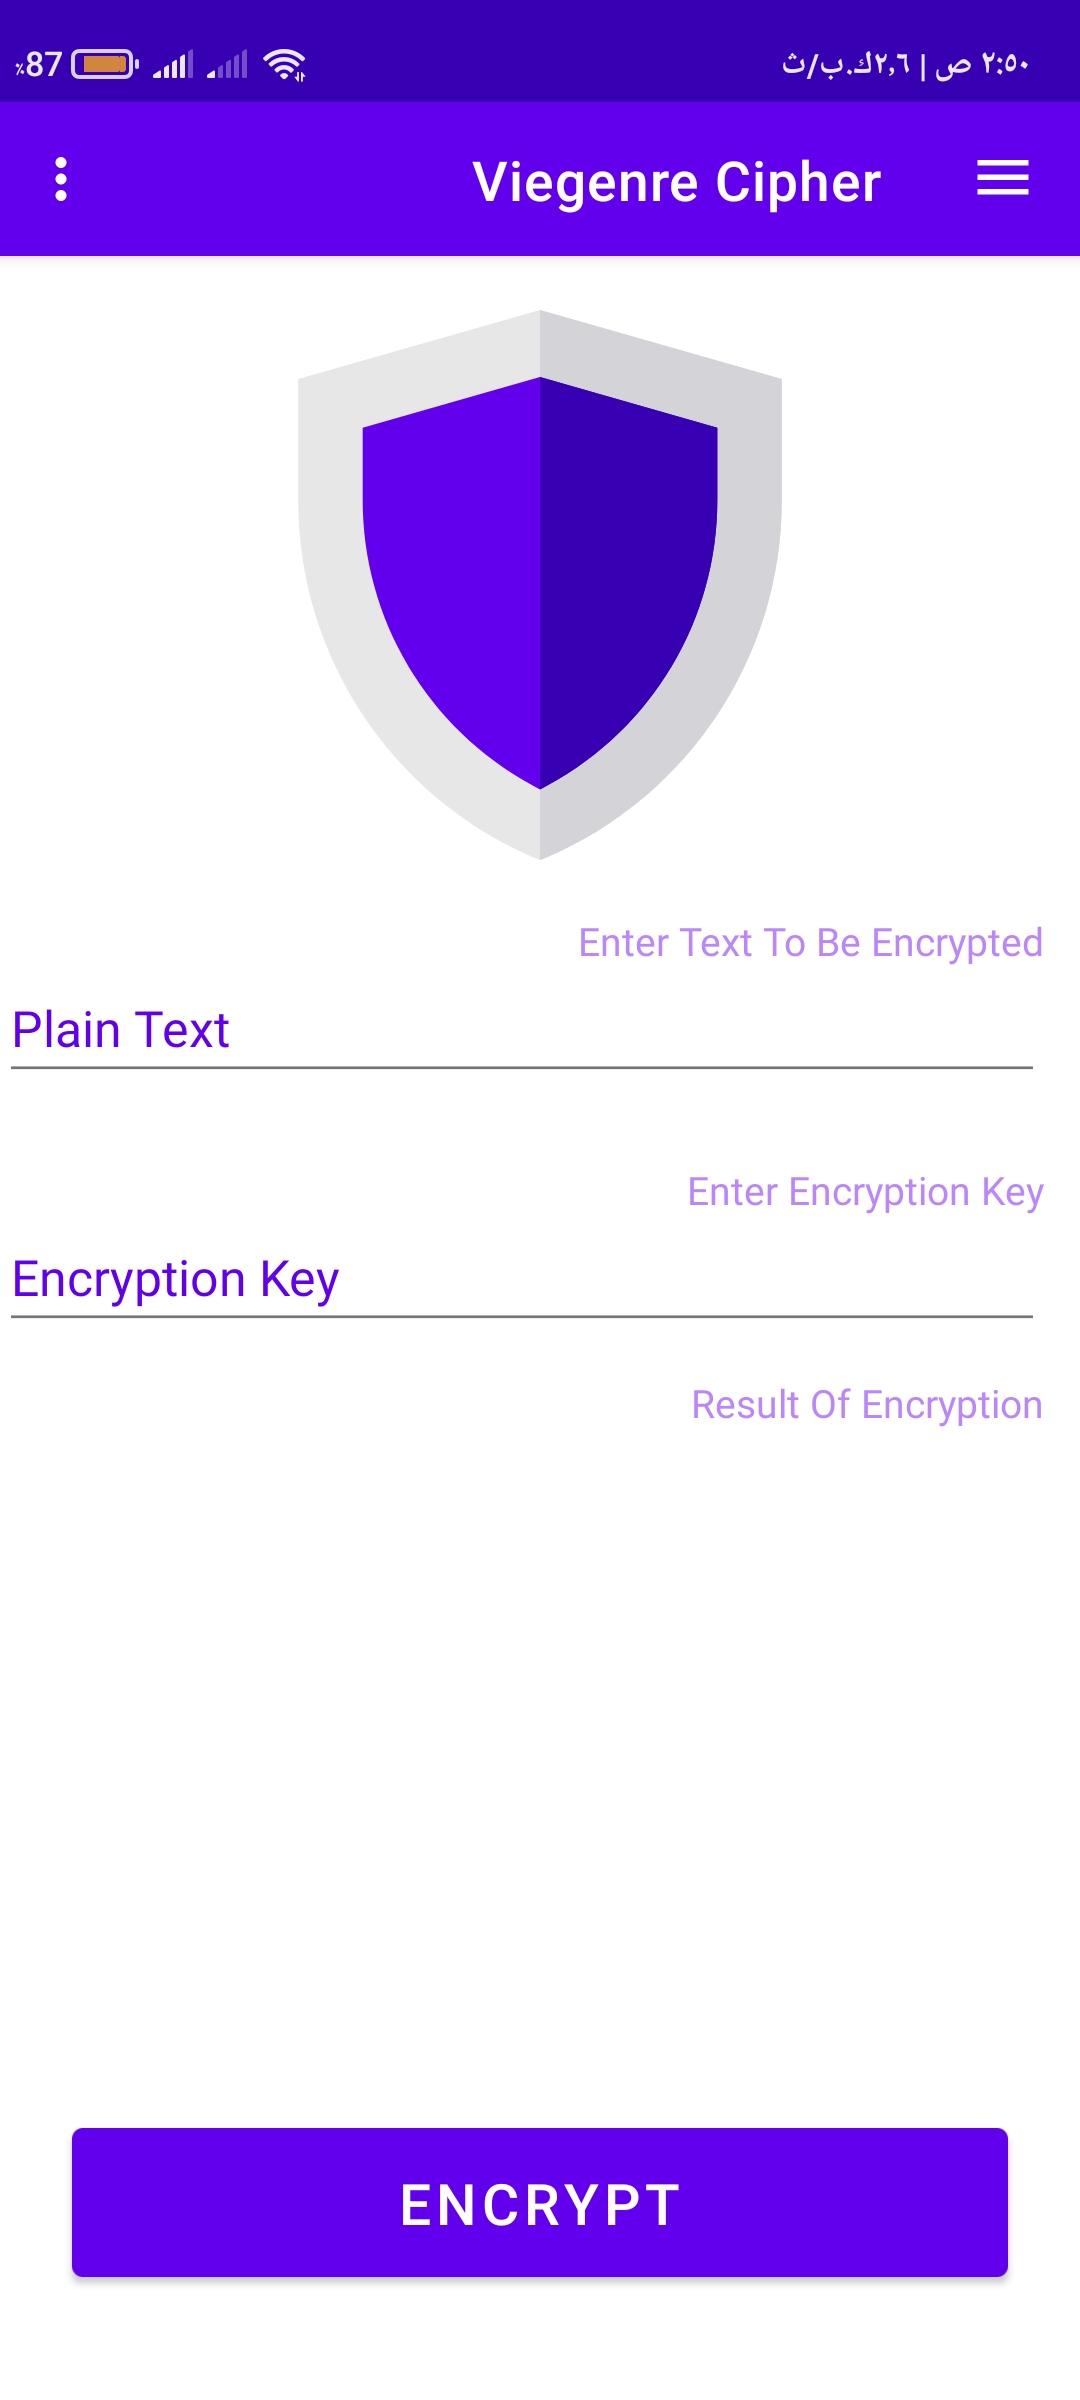 ٢:٥٠ ص | ٢,٦ك.ب/ث
٪87
Viegenre Cipher
Enter Text To Be Encrypted
Plain Text
Enter Encryption Key
Encryption Key
Result Of Encryption
ENCRYPT